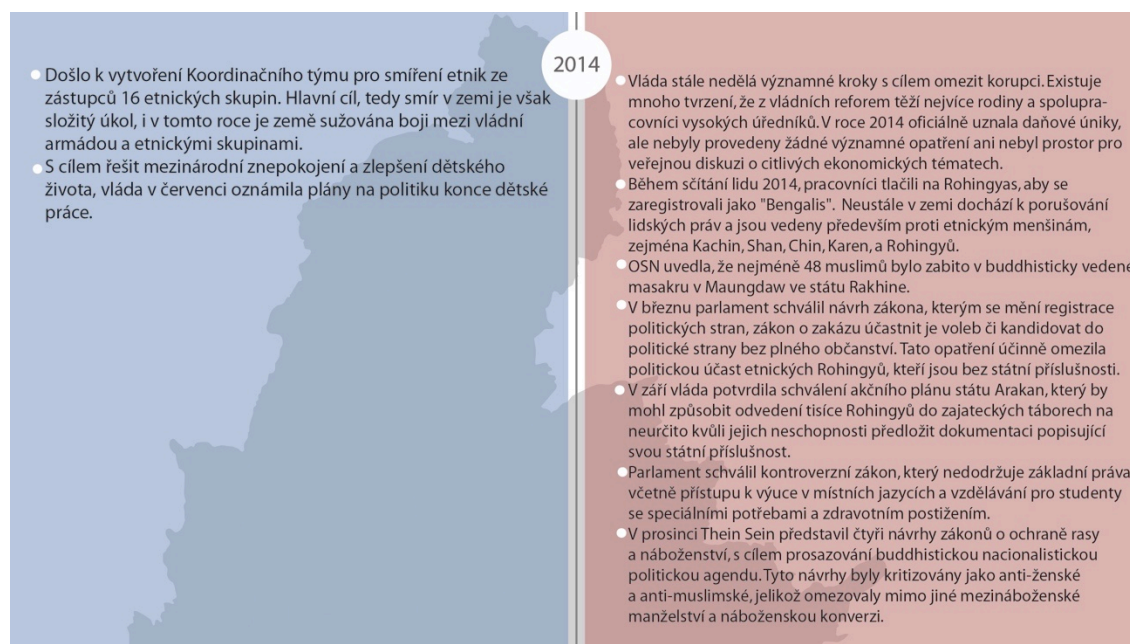 2014
Došlo k vytvoření Koordinačního týmu pro smíření etnik ze
zástupců 16 etnických skupin. Hlavní cíl, tedy smír v zemi je však
složitý úkol, i v tomto roce je země sužována boji mezi vládní
armádou a etnickými skupinami.
S cílem řešit mezinárodní znepokojení a zlepšení dětského
života, vláda v červenci oznámila plány na politiku konce dětské
práce.
Vláda stále nedělá významné kroky s cílem omezit korupci. Existuje
mnoho tvrzení, že z vládních reforem těží nejvíce rodiny a spolupra-
covníci vysokých úředníků. V roce 2014 oficiálně uznala daňové úniky,
ale nebyly provedeny žádné významné opatření ani nebyl prostor pro
veřejnou diskuzi o citlivých ekonomických tématech.
Během sčítání lidu 2014, pracovníci tlačili na Rohingyas, aby se
zaregistrovali jako "Bengalis". Neustále v zemi dochází k porušování
lidských práv a jsou vedeny především proti etnickým menšinám,
zejména Kachin, Shan, Chin, Karen, a Rohingyů.
OSN uvedla, že nejméně 48 muslimů bylo zabito v buddhisticky vedené
masakru v Maungdaw ve státu Rakhine.
V březnu parlament schválil návrh zákona, kterým se mění registrace
politických stran, zákon o zakázu účastnit je voleb či kandidovat do
politické strany bez plného občanství. Tato opatření účinně omezila
politickou účast etnických Rohingyů, kteří jsou bez státní příslušnosti.
V září vláda potvrdila schválení akčního plánu státu Arakan, který by
mohl způsobit odvedení tisíce Rohingyů do zajateckých táborech na
neurčito kvůli jejich neschopnosti předložit dokumentaci popisující
svou státní příslušnost.
Parlament schválil kontroverzní zákon, který nedodržuje základní práva
včetně přístupu k výuce v místních jazycích a vzdělávání pro studenty
se speciálními potřebami a zdravotním postižením.
V prosinci Thein Sein představil čtyři návrhy zákonů o ochraně rasy
a náboženství, s cílem prosazování buddhistickou nacionalistickou
politickou agendu. Tyto návrhy byly kritizovány jako anti-ženské
a anti-muslimské, jelikož omezovaly mimo jiné mezináboženské
manželství a náboženskou konverzi.